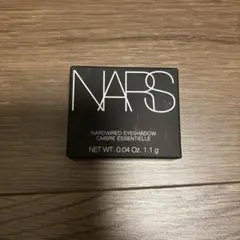 NARS
HARDWIRED EYESHADOW
OMBRE ESSENTIELLE
NET WT. 0.04 Oz. 1.1 g